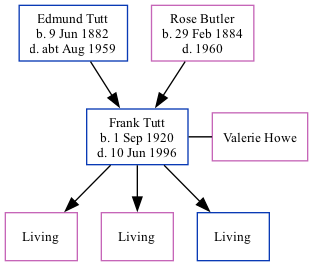 Edmund Tutt
b. 9 Jun 1882
d. abt Aug 1959
Rose Butler
b. 29 Feb 1884
d. 1960
Frank Tutt
b. 1 Sep 1920
d. 10 Jun 1996
Valerie Howe
Living
Living
Living